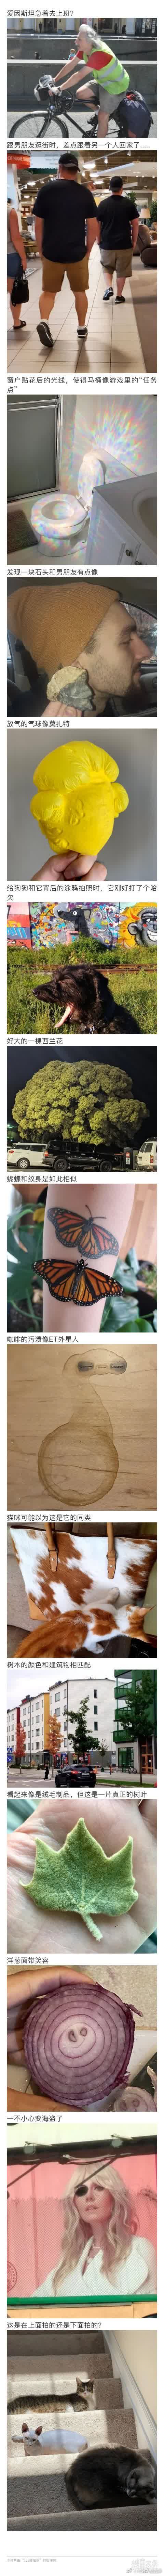 爱因斯坦急着去上班？
跟男朋友逛街时，差点跟着另一个人回家了……
窗户贴花后的光线，使得马桶像游戏里的“任务
点”
发现一块石头和男朋友有点像
放气的气球像莫扎特
给狗狗和它背后的涂鸦拍照时，它刚好打了个哈
欠
好大的一棵西兰花
蝴蝶和纹身是如此相似
咖啡的污渍像ET外星人
猫咪可能以为这是它的同类
树木的颜色和建筑物相匹配
看起来像是绒毛制品，但这是一片真正的树叶
洋葱面带笑容
一不小心变海盗了
这是在上面拍的还是下面拍的？